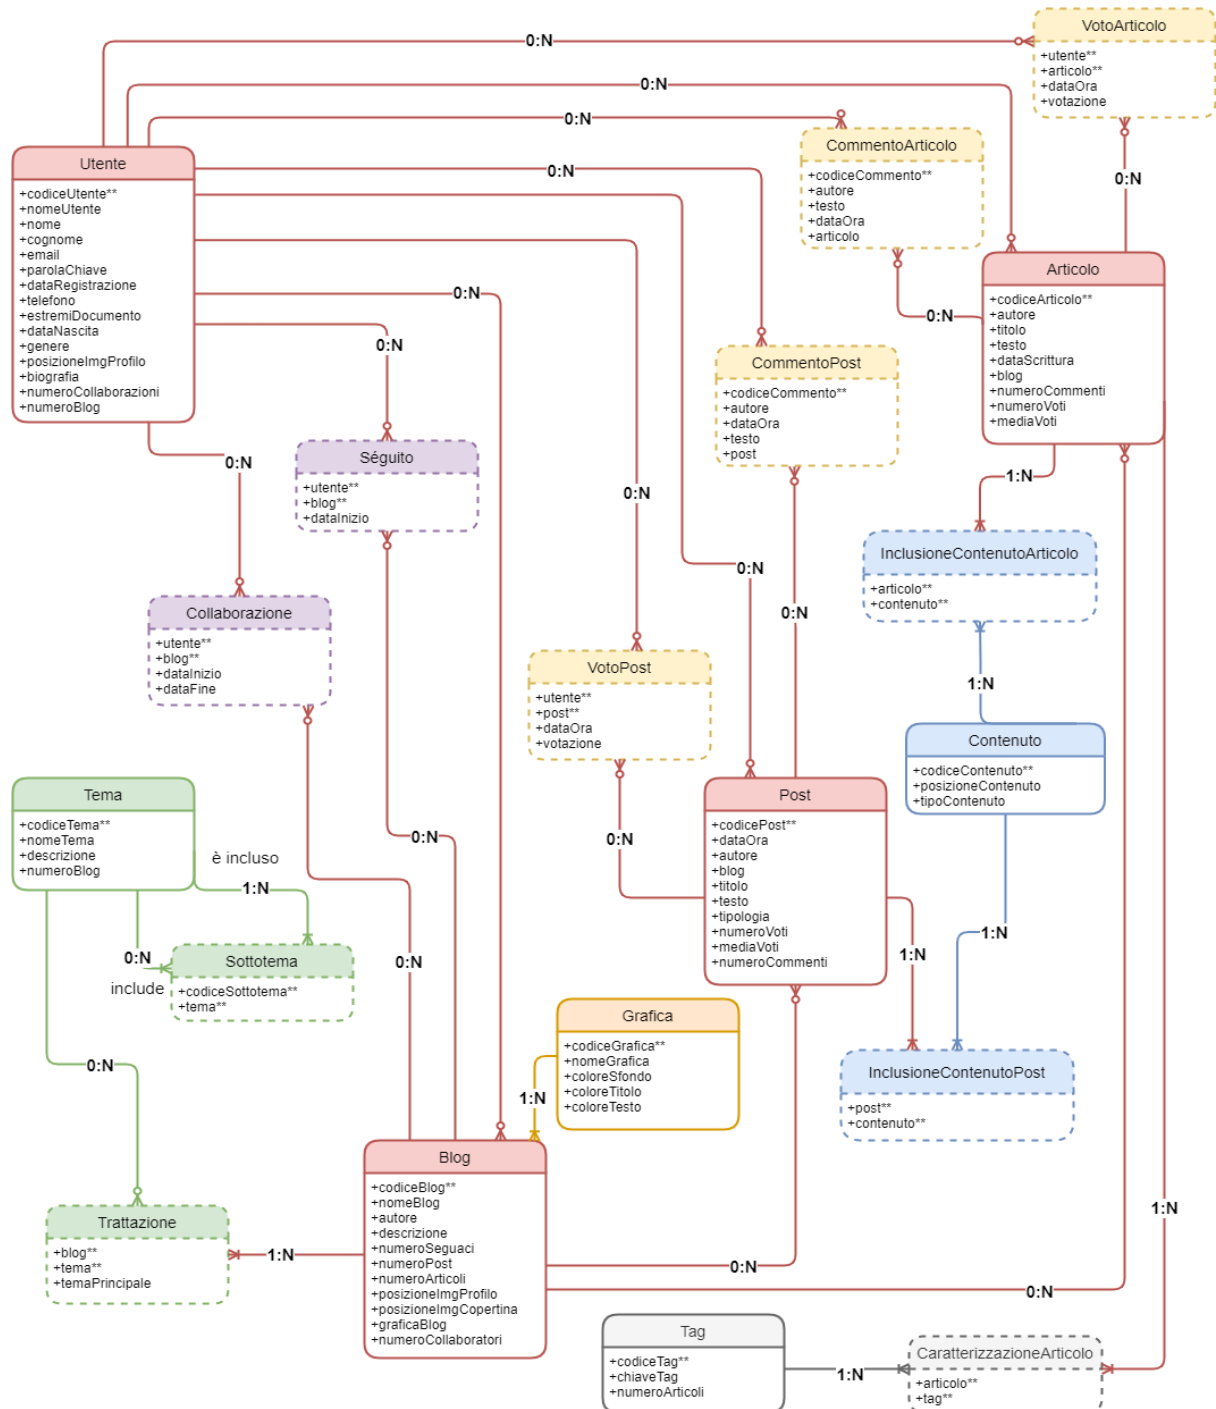 VotoArticolo
+utente**
+articolo**
+dataOra
+votazione
0:N
0:N
0:N
0:N
CommentoArticolo
+codiceCommento**
+autore
+testo
+dataOra
+articolo
Utente
+codiceUtente**
+nomeUtente
+nome
+cognome
+email
+parolaChiave
+dataRegistrazione
+telefono
+estremiDocumento
+dataNascita
+genere
+posizioneImgProfilo
+biografia
+numeroCollaborazioni
+numeroBlog
0:N
0:N
0:N
0:N
Articolo
+codiceArticolo**
+autore
+titolo
+testo
+dataScrittura
+blog
+numeroCommenti
+numeroVoti
+mediaVoti
CommentoPost
+codiceCommento**
+autore
+dataOra
+testo
+post
0:N
Séguito
+utente**
+blog**
+dataInizio
0:N
1:N
InclusioneContenutoArticolo
+articolo**
+contenuto**
0:N
0:N
Collaborazione
+utente**
+blog**
+dataInizio
+dataFine
VotoPost
+utente**
+post**
+dataOra
+votazione
1:N
Contenuto
+codiceContenuto**
+posizioneContenuto
+tipoContenuto
Tema
+codiceTema**
+nomeTema
+descrizione
+numeroBlog
Post
+codicePost**
+dataOra
+autore
+blog
+titolo
+testo
+tipologia
+numeroVoti
+mediaVoti
+numeroCommenti
0:N
0:N
è incluso
1:N
0:N
include
Sottotema
+codiceSottotema**
+tema**
0:N
1:N
1:N
Grafica
+codiceGrafica**
+nomeGrafica
+coloreSfondo
+coloreTitolo
+coloreTesto
0:N
1:N
InclusioneContenutoPost
+post**
+contenuto**
Blog
+codiceBlog**
+nomeBlog
+autore
+descrizione
+numeroSeguaci
+numeroPost
+numeroArticoli
+posizioneImgProfilo
+posizioneImgCopertina
+graficaBlog
+numeroCollaboratori
Trattazione
+blog**
+tema**
+temaPrincipale
1:N
1:N
0:N
0:N
Tag
+codiceTag**
+chiaveTag
+numeroArticoli
1:N
CaratterizzazioneArticolo
+articolo**
+tag**